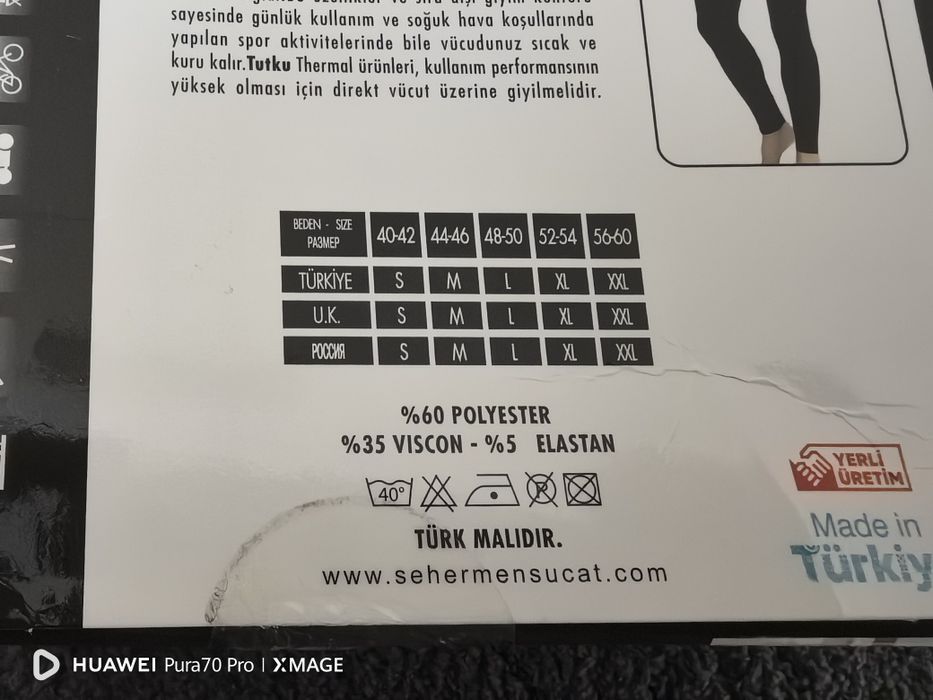 sayesinde günlük kullanım ve soğuk hava koşullarında
yapılan spor aktivitelerinde bile vücudunuz sıcak ve
kuru kalır.Tutku Thermal ürünleri, kullanım performansının
yüksek olması için direkt vücut üzerine giyilmelidir.
BEDEN - SIZE РАЗМЕР 40-42 44-46 48-50 52-54 56-60
TÜRKİYE S M L XL XXL
U.K. S M L XL XXL
РОССИЯ S M L XL XXL
%60 POLYESTER
%35 VISCON - %5 ELASTAN
40°
TÜRK MALIDIR.
www.sehermensucat.com
YERLİ
ÜRETİM
Made in
Türkiy
HUAWEI Pura70 Pro | XMAGE